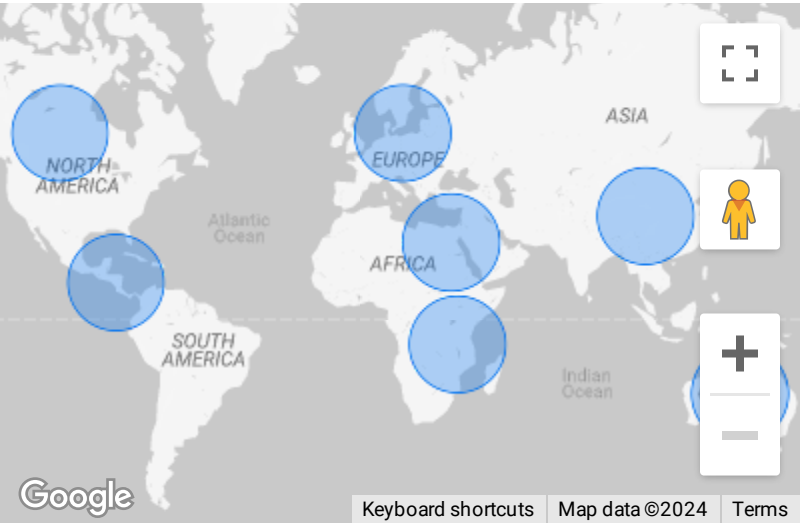 ASIA
EUROPE
NORTH
AMERICA
Atlantic
Ocean
AFRICA
SOUTH
AMERICA
Indian
Ocean
Google
Keyboard shortcuts
Map data ©2024
Terms